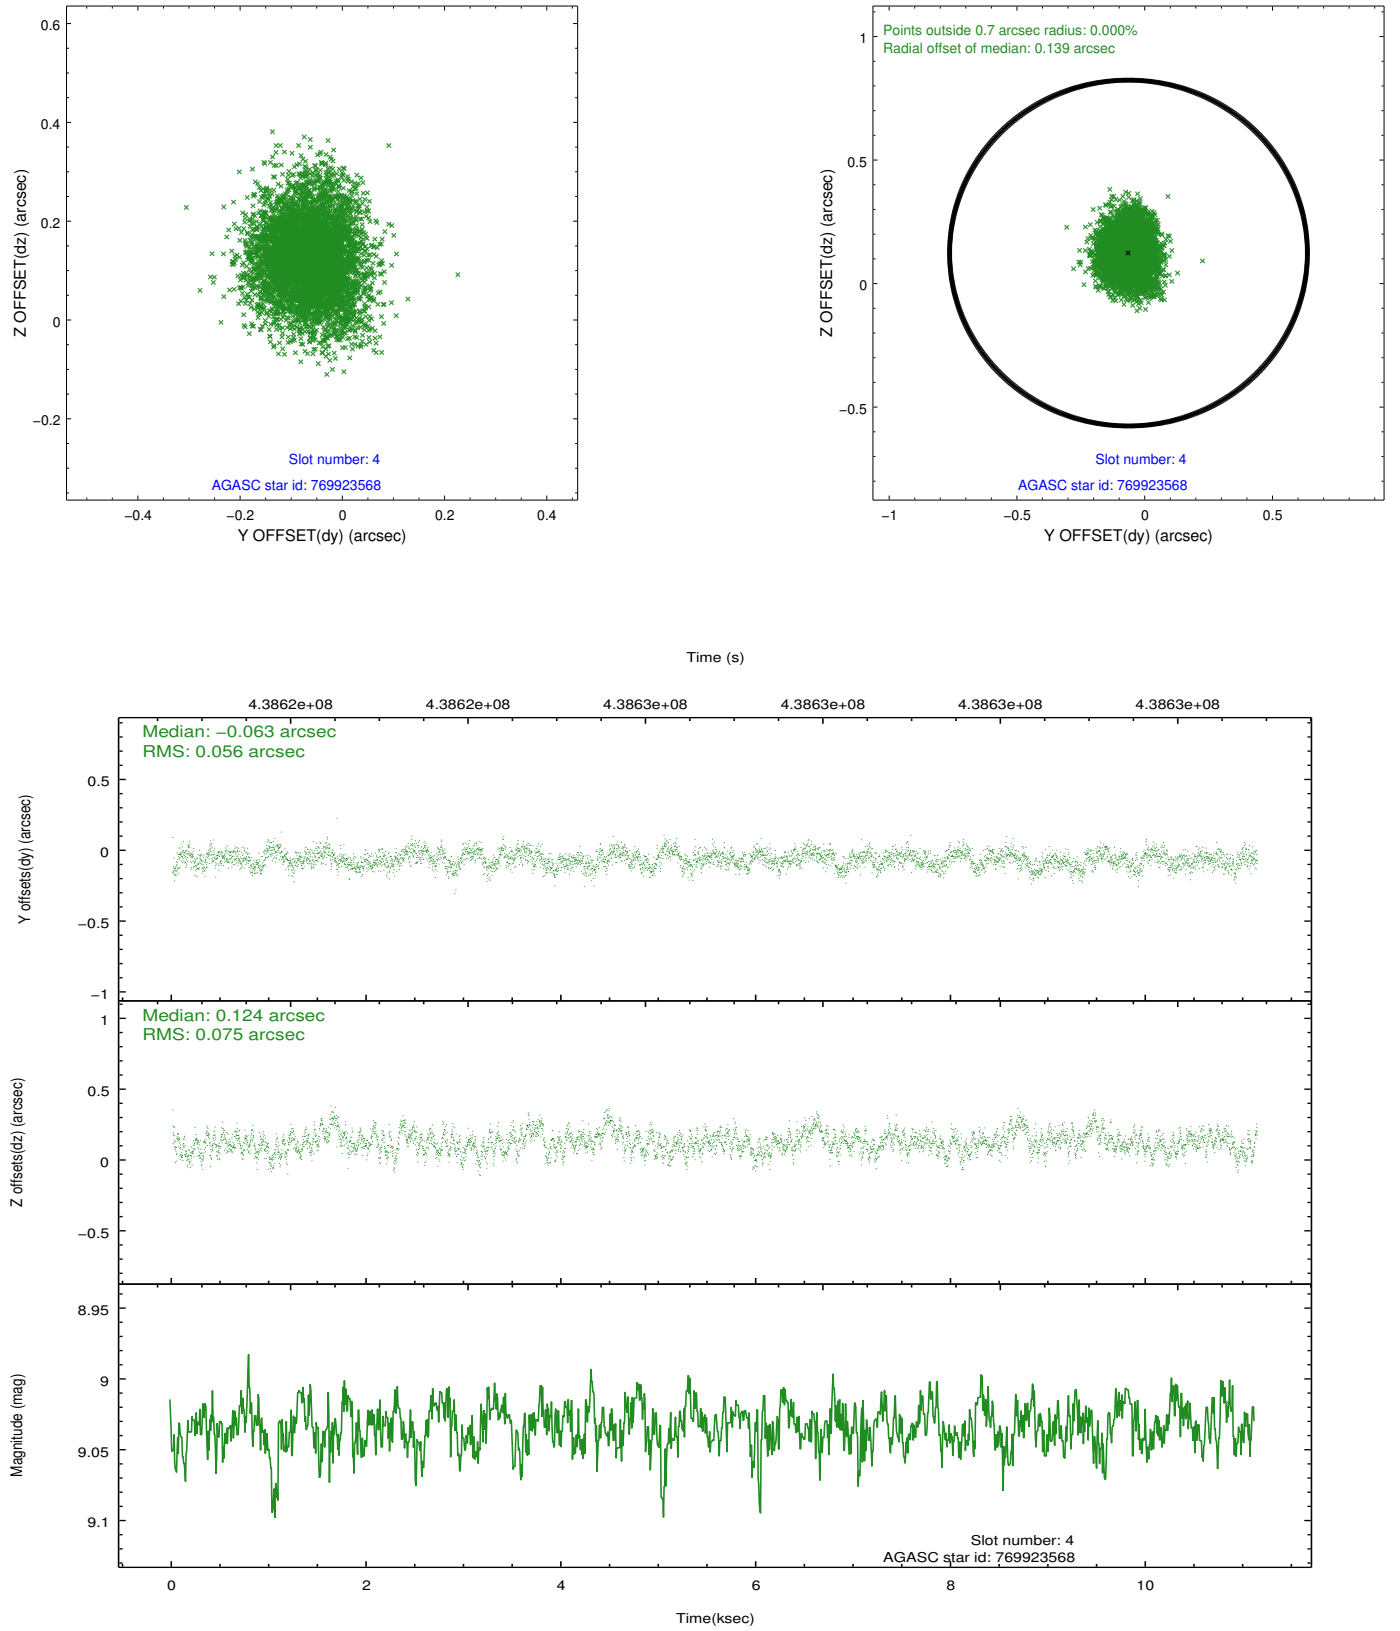 0.6
0.4
0.2
0
−0.2
Z OFFSET(dz) (arcsec)
Slot number: 4
AGASC star id: 769923568
−0.4 −0.2 0 0.2 0.4
Y OFFSET(dy) (arcsec)
Points outside 0.7 arcsec radius: 0.000%
Radial offset of median: 0.139 arcsec
1
0.5
0
−0.5
Z OFFSET(dz) (arcsec)
Slot number: 4
AGASC star id: 769923568
−1 −0.5 0 0.5
Y OFFSET(dy) (arcsec)
Time (s)
4.3862e+08 4.3862e+08 4.3863e+08 4.3863e+08 4.3863e+08 4.3863e+08
Median: −0.063 arcsec
RMS: 0.056 arcsec
0.5
0
−0.5
−1
Y offsets(dy) (arcsec)
Median: 0.124 arcsec
RMS: 0.075 arcsec
1
0.5
0
−0.5
Z offsets(dz) (arcsec)
8.95
9
9.05
9.1
Magnitude (mag)
Slot number: 4
AGASC star id: 769923568
0 2 4 6 8 10
Time(ksec)